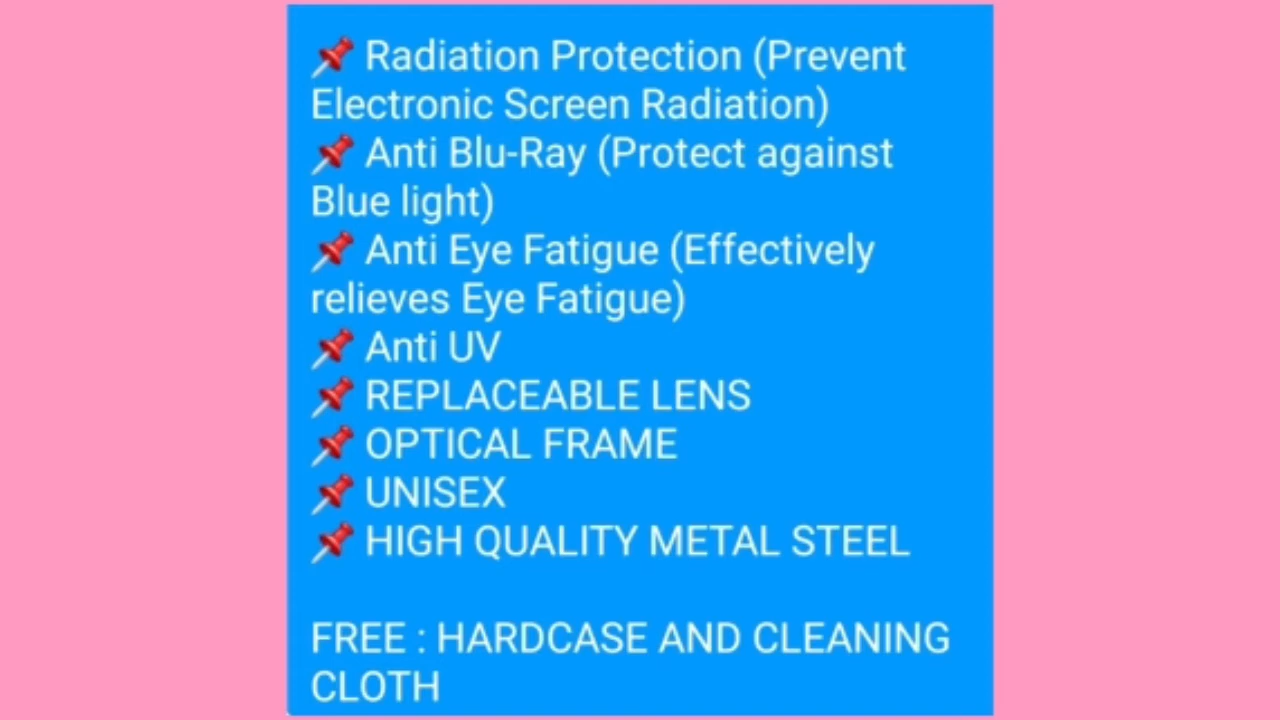 📌 Radiation Protection (Prevent
Electronic Screen Radiation)
📌 Anti Blu-Ray (Protect against
Blue light)
📌 Anti Eye Fatigue (Effectively
relieves Eye Fatigue)
📌 Anti UV
📌 REPLACEABLE LENS
📌 OPTICAL FRAME
📌 UNISEX
📌 HIGH QUALITY METAL STEEL
FREE : HARDCASE AND CLEANING
CLOTH